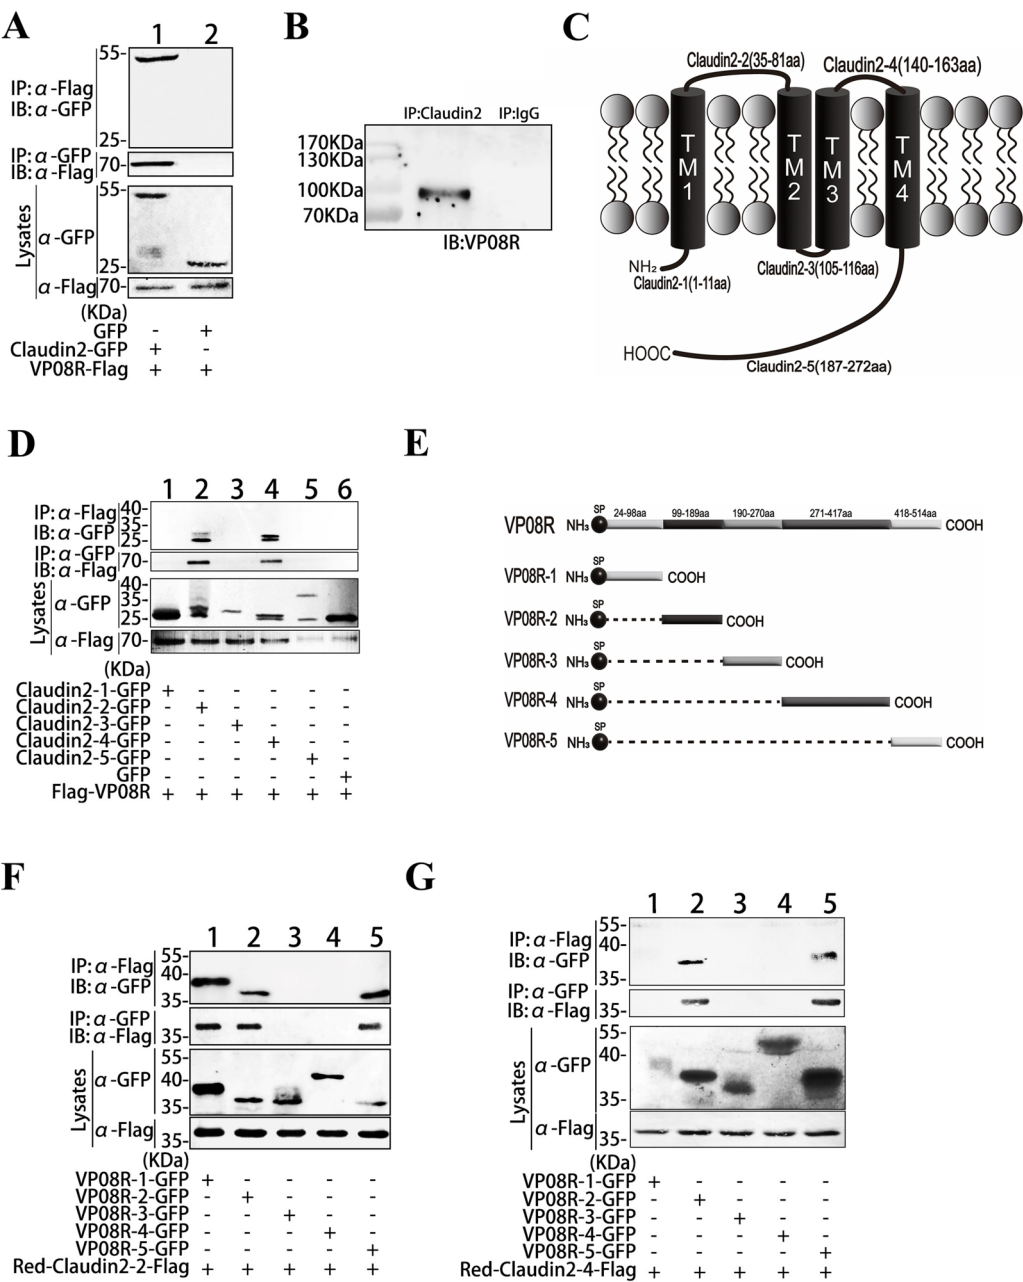 A
1 2
IP: α-Flag
IB: α-GFP
55-
25-
IP: α-GFP
IB: α-Flag
70-
Lysates
α-GFP
55-
25-
α-Flag
70-
(KDa)
GFP - +
Claudin2-GFP + -
VP08R-Flag + +
B
IP:Claudin2 IP:IgG
170KDa
130KDa
100KDa
70KDa
IB:VP08R
C
Claudin2-2(35-81aa)
Claudin2-4(140-163aa)
TM1
TM2
TM3
TM4
NH₂
Claudin2-1(1-11aa)
Claudin2-3(105-116aa)
HOOC
Claudin2-5(187-272aa)
D
1 2 3 4 5 6
IP: α-Flag
IB: α-GFP
40-
35-
25-
IP: α-GFP
IB: α-Flag
70-
Lysates
α-GFP
40-
35-
25-
α-Flag
70-
(KDa)
Claudin2-1-GFP + - - - - -
Claudin2-2-GFP - + - - - -
Claudin2-3-GFP - - + - - -
Claudin2-4-GFP - - - + - -
Claudin2-5-GFP - - - - + -
GFP - - - - - +
Flag-VP08R + + + + + +
E
SP 24-98aa 99-189aa 190-270aa 271-417aa 418-514aa
VP08R NH₃ COOH
SP
VP08R-1 NH₃ COOH
SP
VP08R-2 NH₃ COOH
SP
VP08R-3 NH₃ COOH
SP
VP08R-4 NH₃ COOH
SP
VP08R-5 NH₃ COOH
F
1 2 3 4 5
IP: α-Flag
IB: α-GFP
55-
40-
35-
IP: α-GFP
IB: α-Flag
35-
Lysates
α-GFP
55-
40-
35-
α-Flag
35-
(KDa)
VP08R-1-GFP + - - - -
VP08R-2-GFP - + - - -
VP08R-3-GFP - - + - -
VP08R-4-GFP - - - + -
VP08R-5-GFP - - - - +
Red-Claudin2-2-Flag + + + + +
G
1 2 3 4 5
IP: α-Flag
IB: α-GFP
55-
40-
35-
IP: α-GFP
IB: α-Flag
35-
Lysates
α-GFP
55-
40-
35-
α-Flag
35-
(KDa)
VP08R-1-GFP + - - - -
VP08R-2-GFP - + - - -
VP08R-3-GFP - - + - -
VP08R-4-GFP - - - + -
VP08R-5-GFP - - - - +
Red-Claudin2-4-Flag + + + + +